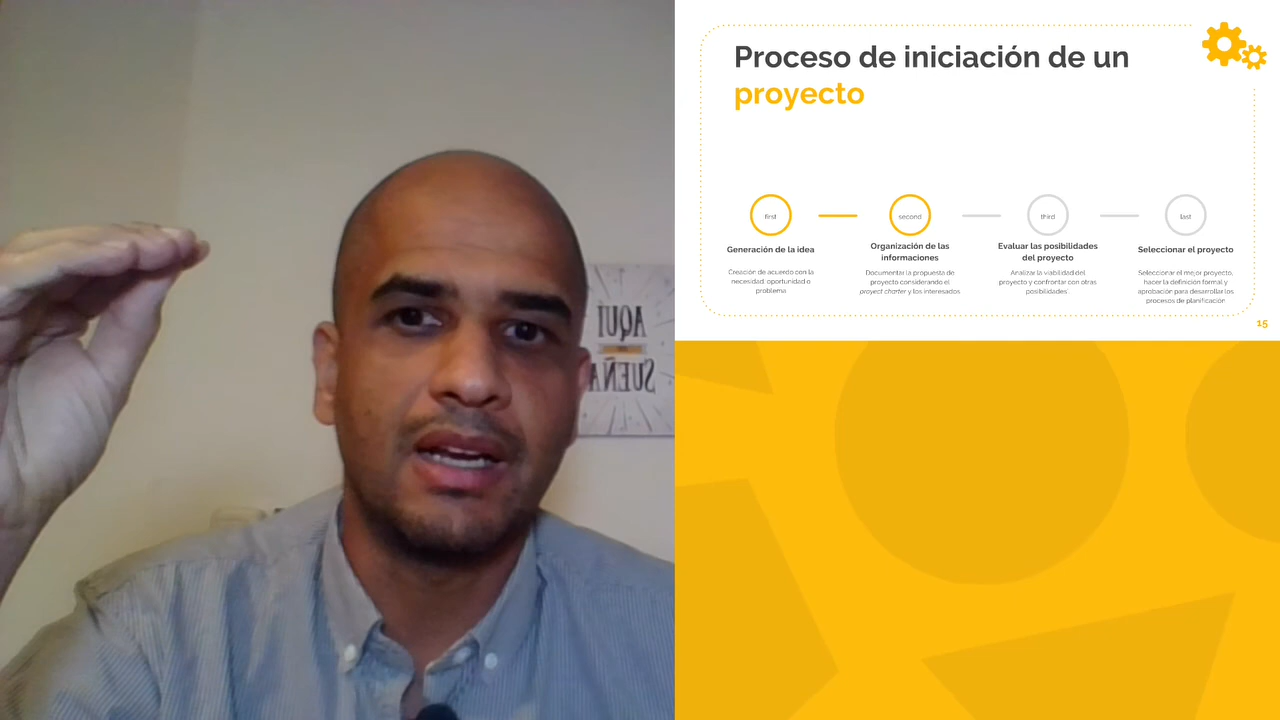 Proceso de iniciación de un
proyecto
first
second
third
last
Generación de la idea
Creación de acuerdo con la
necesidad, oportunidad o
problema
Organización de las
informaciones
Documentar la propuesta de
proyecto considerando el
project charter y los interesados
Evaluar las posibilidades
del proyecto
Analizar la viabilidad del
proyecto y confrontar con otras
posibilidades.
Seleccionar el proyecto
Seleccionar el mejor proyecto,
hacer la definición formal y
aprobación para desarrollar los
procesos de planificación
15
AQUI
SUEÑA